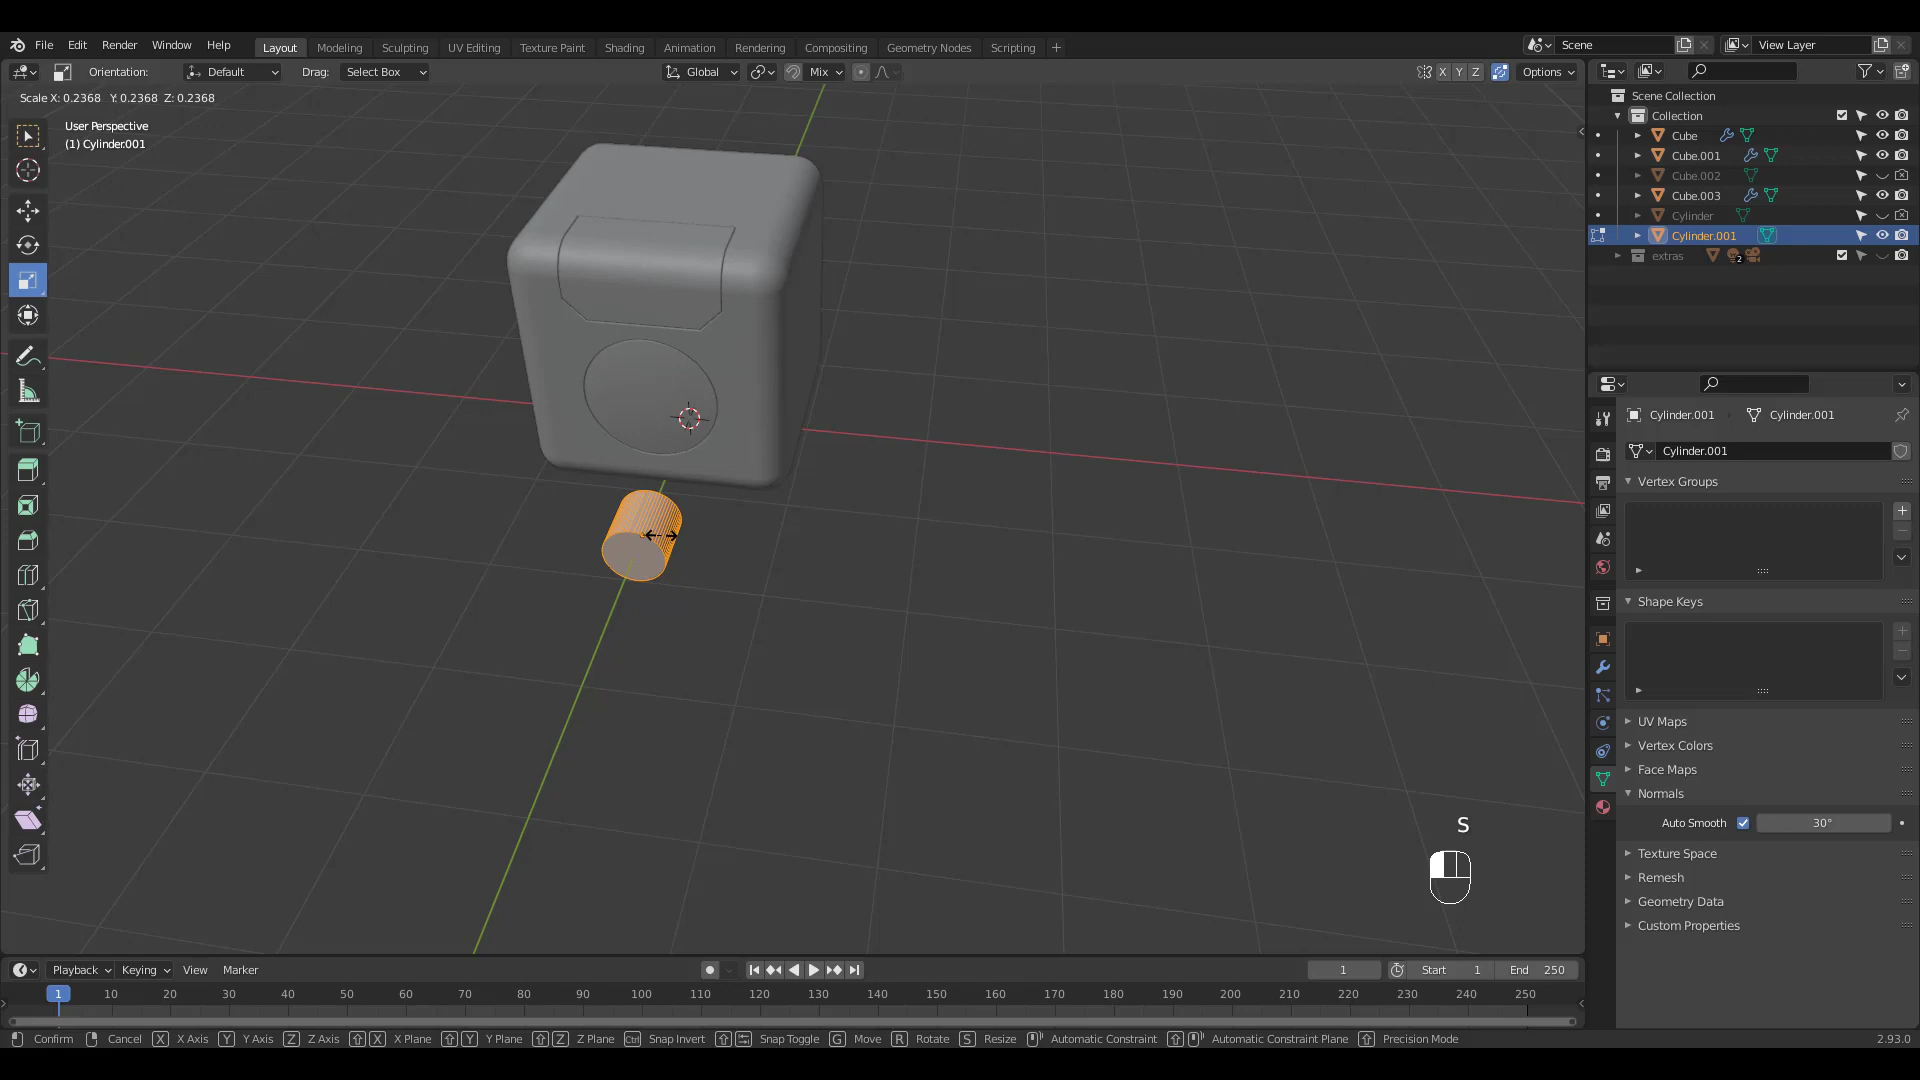 File Edit Render Window Help Layout Modeling Sculpting UV Editing Texture Paint Shading Animation Rendering Compositing Geometry Nodes Scripting + Scene View Layer
Orientation: Default Drag: Select Box Global Mix X Y Z Options
Scale X: 0.2368 Y: 0.2368 Z: 0.2368
User Perspective
(1) Cylinder.001
Scene Collection
Collection
Cube
Cube.001
Cube.002
Cube.003
Cylinder
Cylinder.001
extras 2
Cylinder.001 Cylinder.001
Cylinder.001
Vertex Groups
Shape Keys
UV Maps
Vertex Colors
Face Maps
Normals
Auto Smooth 30°
Texture Space
Remesh
Geometry Data
Custom Properties
S
Playback Keying View Marker 1 Start 1 End 250
1 10 20 30 40 50 60 70 80 90 100 110 120 130 140 150 160 170 180 190 200 210 220 230 240 250
Confirm Cancel X X Axis Y Y Axis Z Z Axis X X Plane Y Y Plane Z Z Plane Ctrl Snap Invert Snap Toggle G Move R Rotate S Resize Automatic Constraint Automatic Constraint Plane Precision Mode 2.93.0